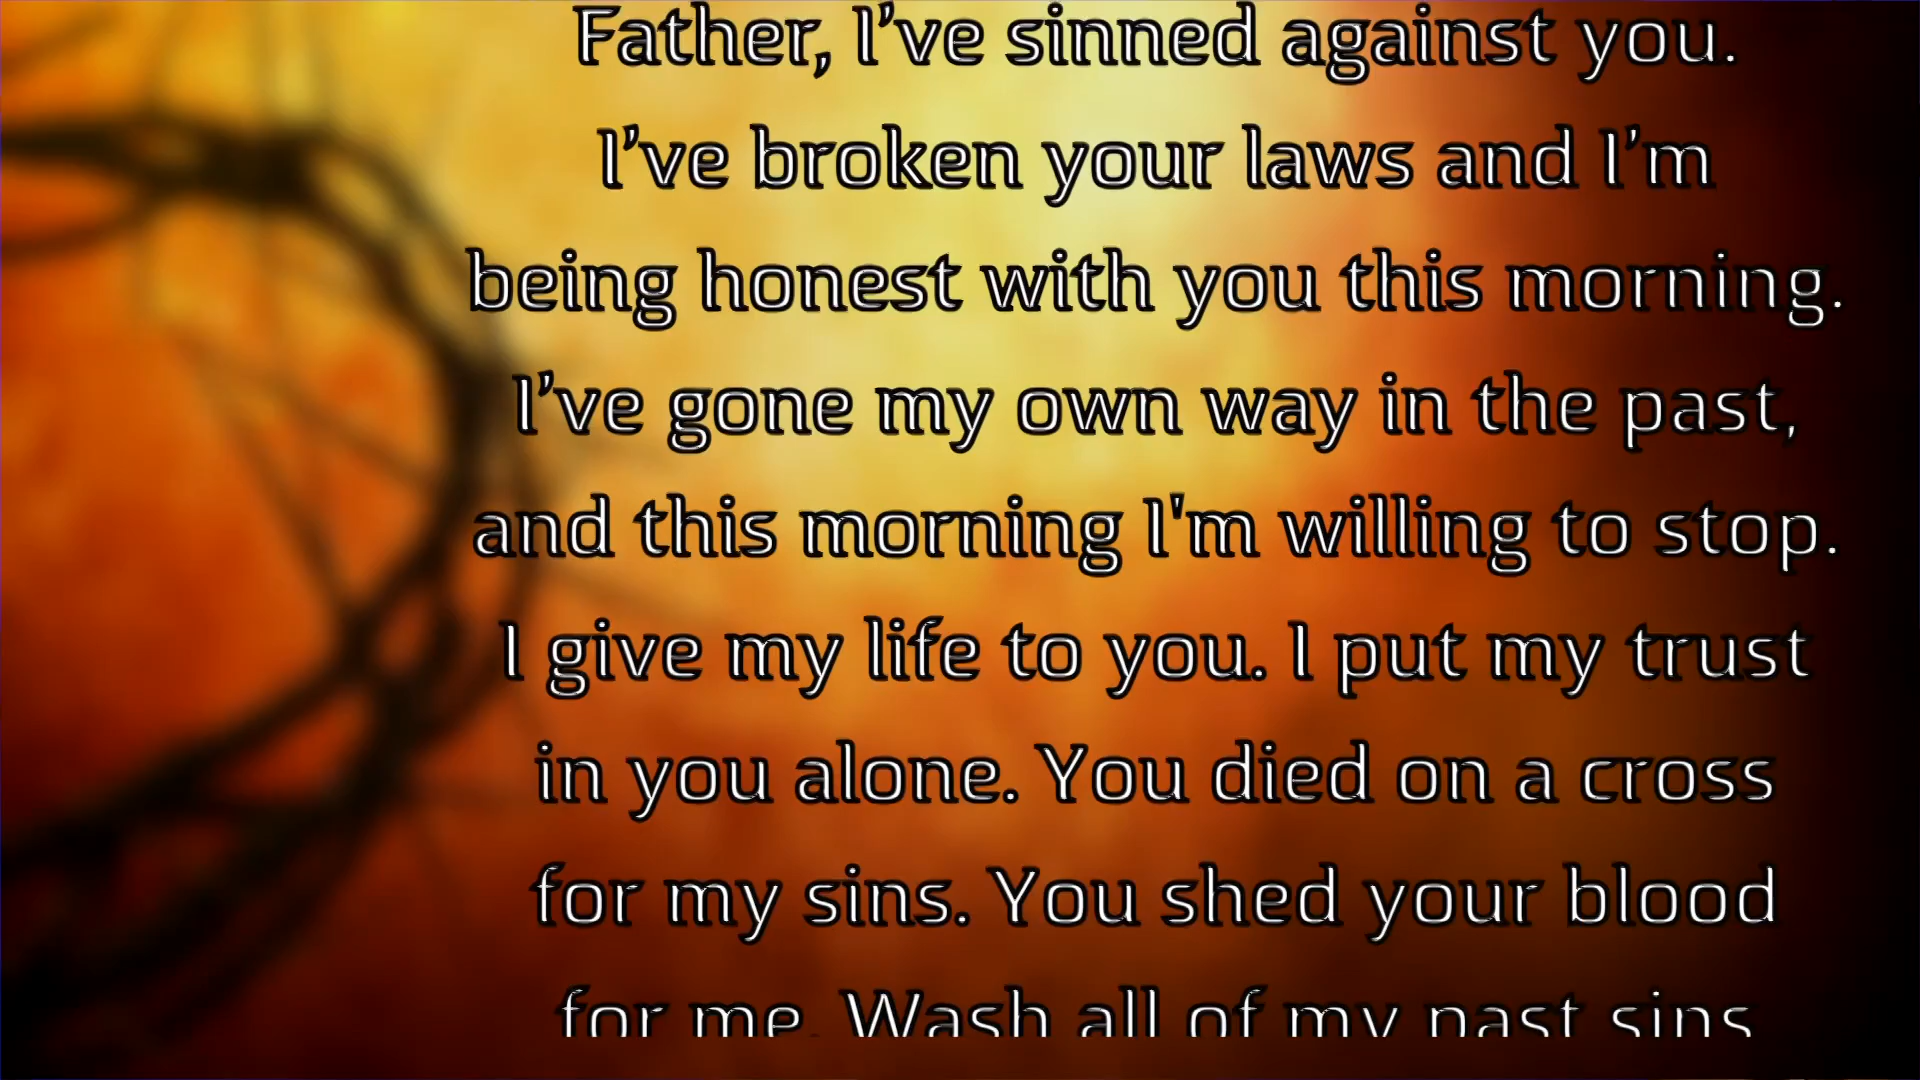 Father, I’ve sinned against you.
I’ve broken your laws and I’m
being honest with you this morning.
I’ve gone my own way in the past,
and this morning I'm willing to stop.
I give my life to you. I put my trust
in you alone. You died on a cross
for my sins. You shed your blood
for me. Wash all of my past sins